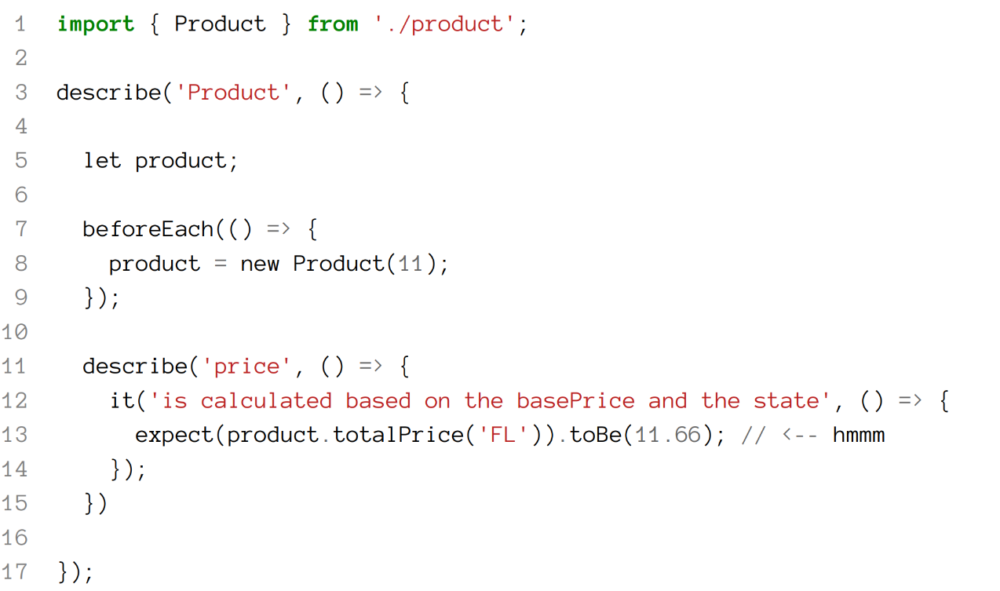 1 import { Product } from './product';
2
3 describe('Product', () => {
4
5   let product;
6
7   beforeEach(() => {
8     product = new Product(11);
9   });
10
11   describe('price', () => {
12     it('is calculated based on the basePrice and the state', () => {
13       expect(product.totalPrice('FL')).toBe(11.66); // <-- hmmm
14     });
15   })
16
17 });